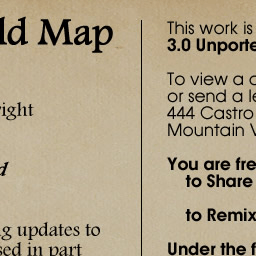 ld Map
right
d
g updates to
sed in part
This work is
3.0 Unporte
To view a c
or send a le
444 Castro
Mountain V
You are fre
to Share
to Remix
Under the f